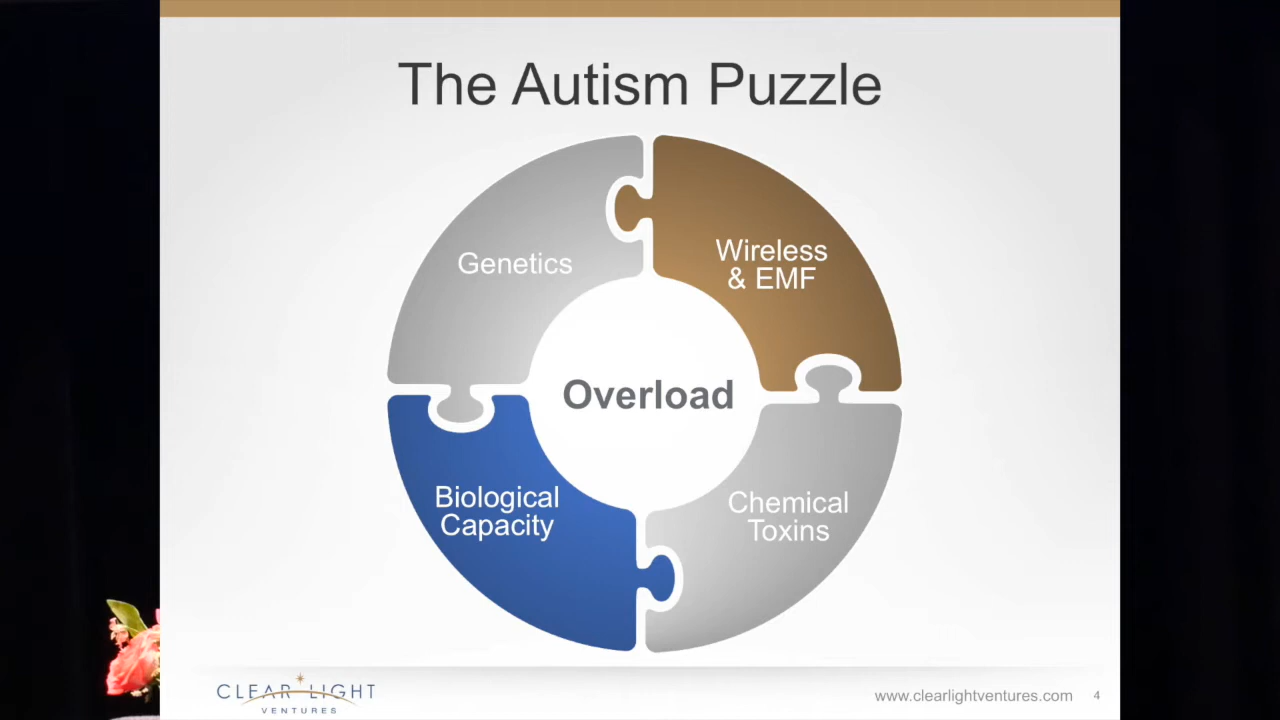 The Autism Puzzle
Genetics
Wireless
& EMF
Overload
Biological
Capacity
Chemical
Toxins
CLEAR LIGHT
VENTURES
www.clearlightventures.com
4